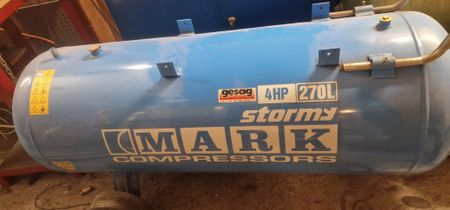 gesag 4HP 270L
stormy
MARK
COMPRESSORS